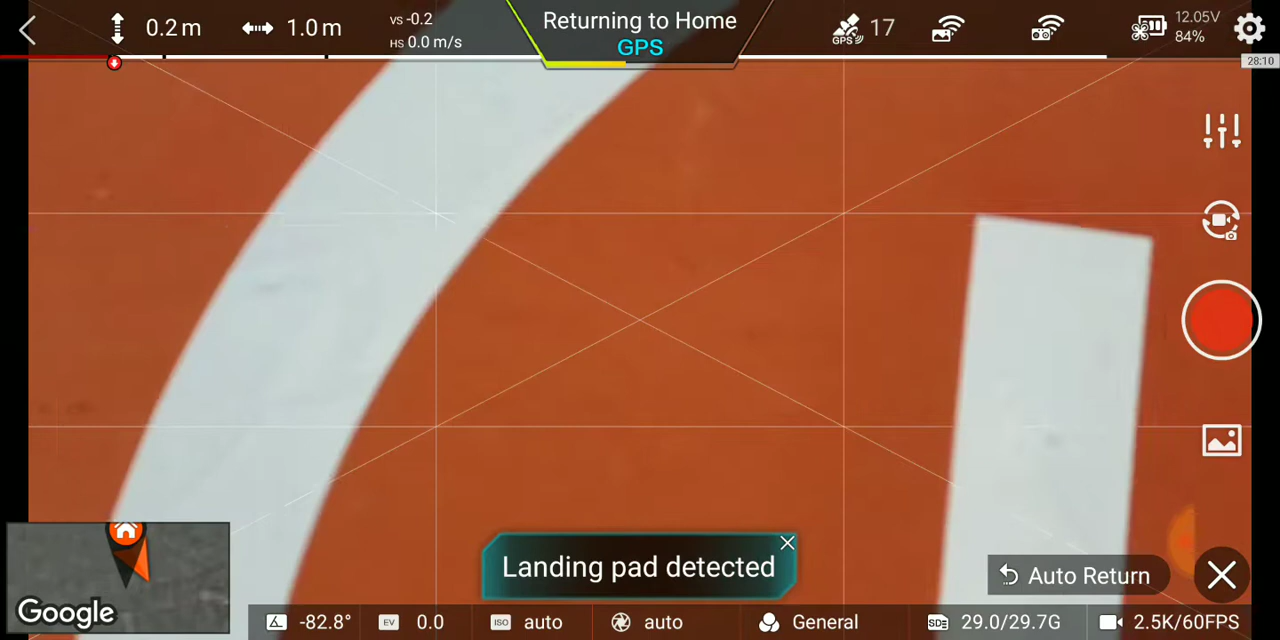 0.2 m
1.0 m
VS -0.2
HS 0.0 m/s
Returning to Home
GPS
GPS 17
12.05V
84%
28:10
Landing pad detected
Auto Return
Google
-82.8°
EV 0.0
ISO auto
auto
General
SD 29.0/29.7G
2.5K/60FPS